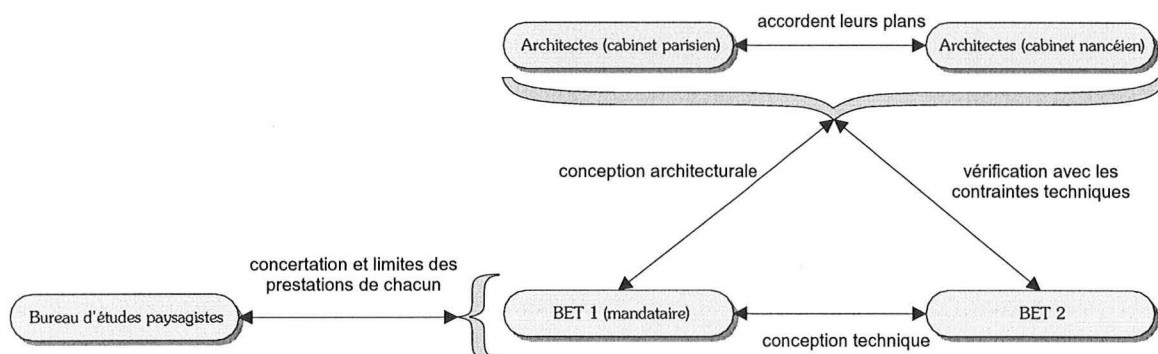 accordent leurs plans
Architectes (cabinet parisien)
Architectes (cabinet nancéien)
conception architecturale
vérification avec les
contraintes techniques
concertation et limites des
prestations de chacun
Bureau d'études paysagistes
BET 1 (mandataire)
BET 2
conception technique